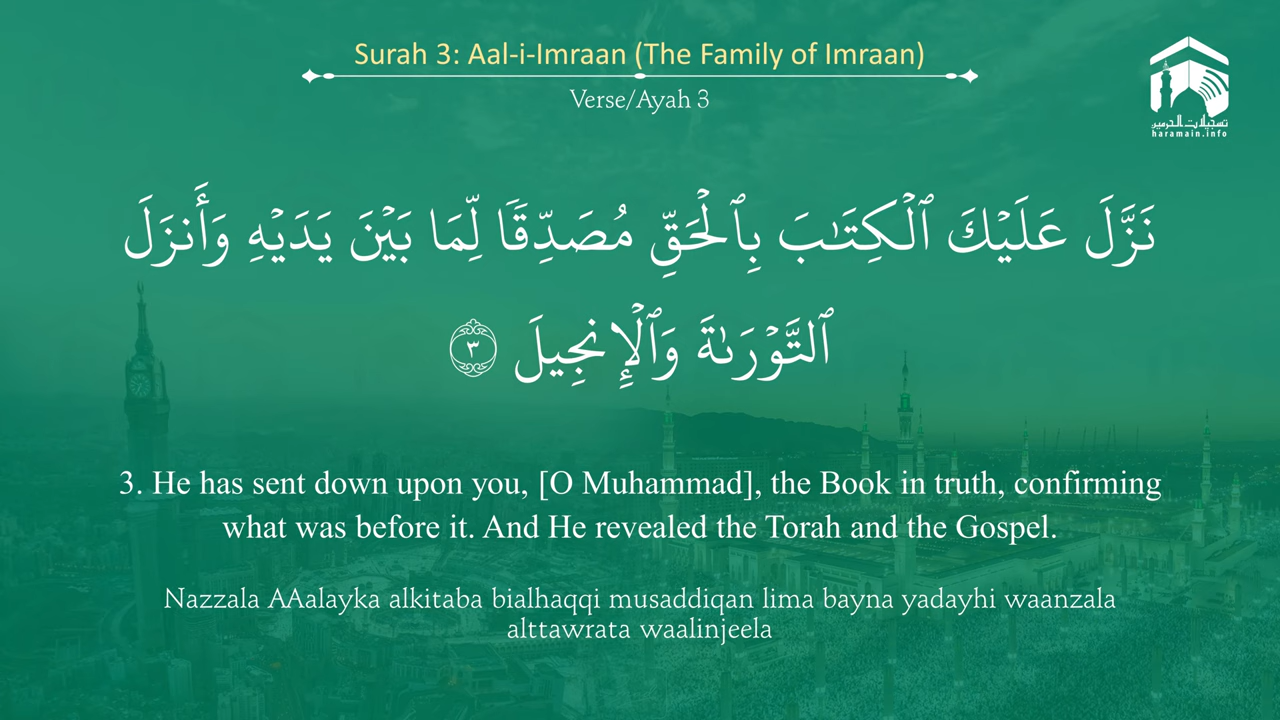 Surah 3: Aal-i-Imraan (The Family of Imraan)
Verse/Ayah 3
تسجيلات الحرمين
haramain.info
نَزَّلَ عَلَيْكَ ٱلْكِتَـٰبَ بِٱلْحَقِّ مُصَدِّقًا لِّمَا بَيْنَ يَدَيْهِ وَأَنزَلَ
ٱلتَّوْرَىٰةَ وَٱلْإِنجِيلَ ٣
3. He has sent down upon you, [O Muhammad], the Book in truth, confirming
what was before it. And He revealed the Torah and the Gospel.
Nazzala AAalayka alkitaba bialhaqqi musaddiqan lima bayna yadayhi waanzala
alttawrata waalinjeela